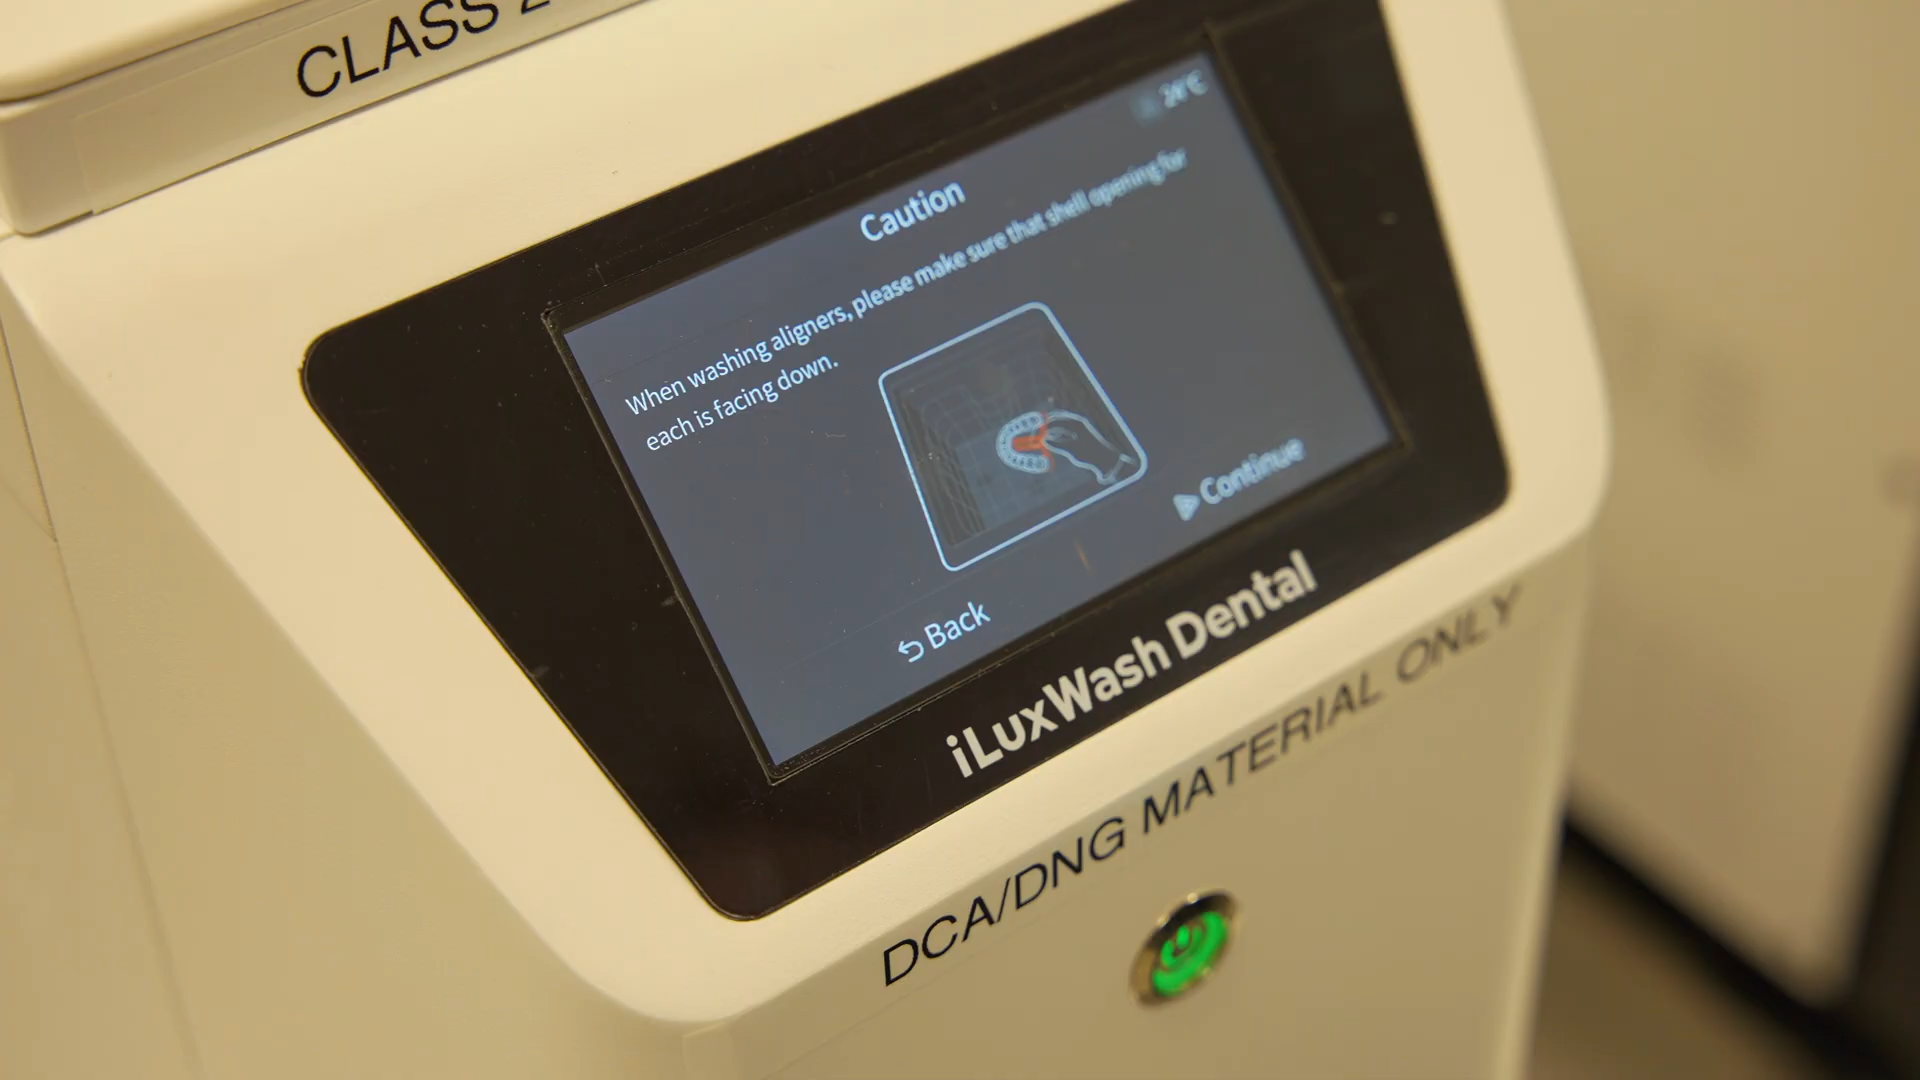 CLASS 2
Caution
When washing aligners, please make sure that shell opening for
each is facing down.
Continue
Back
iLuxWash Dental
DCA/DNG MATERIAL ONLY